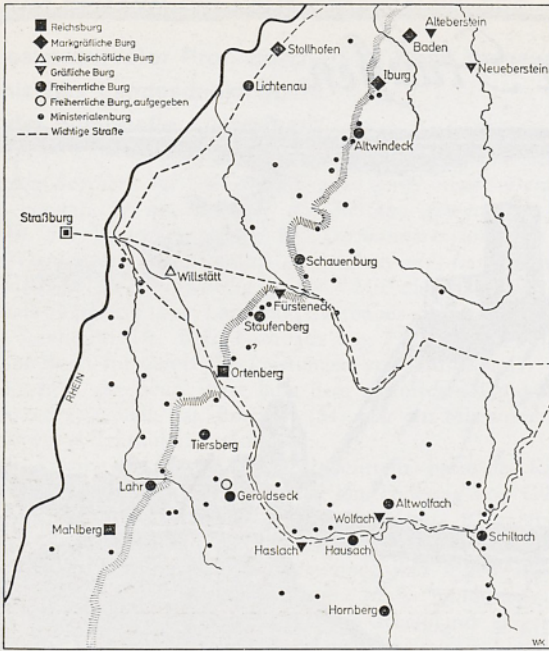 Reichsburg
Markgräfliche Burg
verm. bischöfliche Burg
Gräfliche Burg
Freiherrliche Burg
Freiherrliche Burg, aufgegeben
Ministerialenburg
Wichtige Straße
Alteberstein
Baden
Stollhofen
Neueberstein
Iburg
Lichtenau
Altwindeck
Straßburg
Schauenburg
Willstätt
Fürsteneck
Staufenberg
?
Ortenberg
RHEIN
Tiersberg
Lahr
Geroldseck
Altwolfach
Wolfach
Mahlberg
Schiltach
Haslach
Hausach
Hornberg
WK